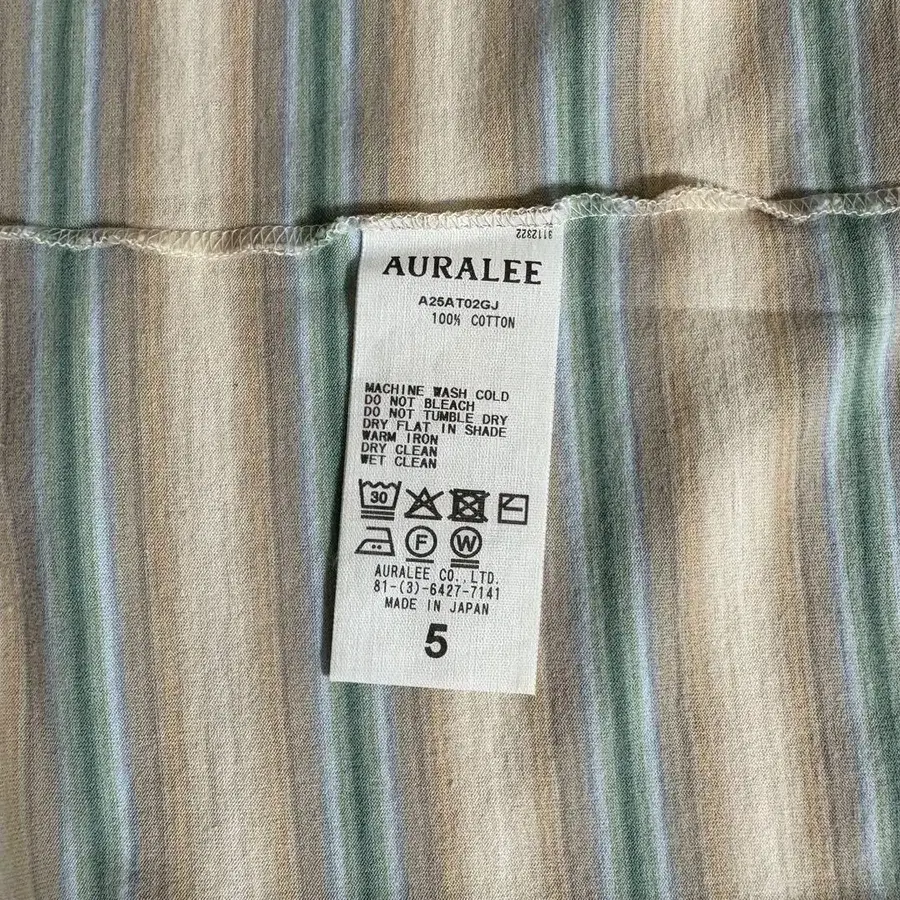 3112322
AURALEE
A25AT02GJ
100% COTTON
MACHINE WASH COLD
DO NOT BLEACH
DO NOT TUMBLE DRY
DRY FLAT IN SHADE
WARM IRON
DRY CLEAN
WET CLEAN
30
F W
AURALEE CO.,LTD.
81-(3)-6427-7141
MADE IN JAPAN
5